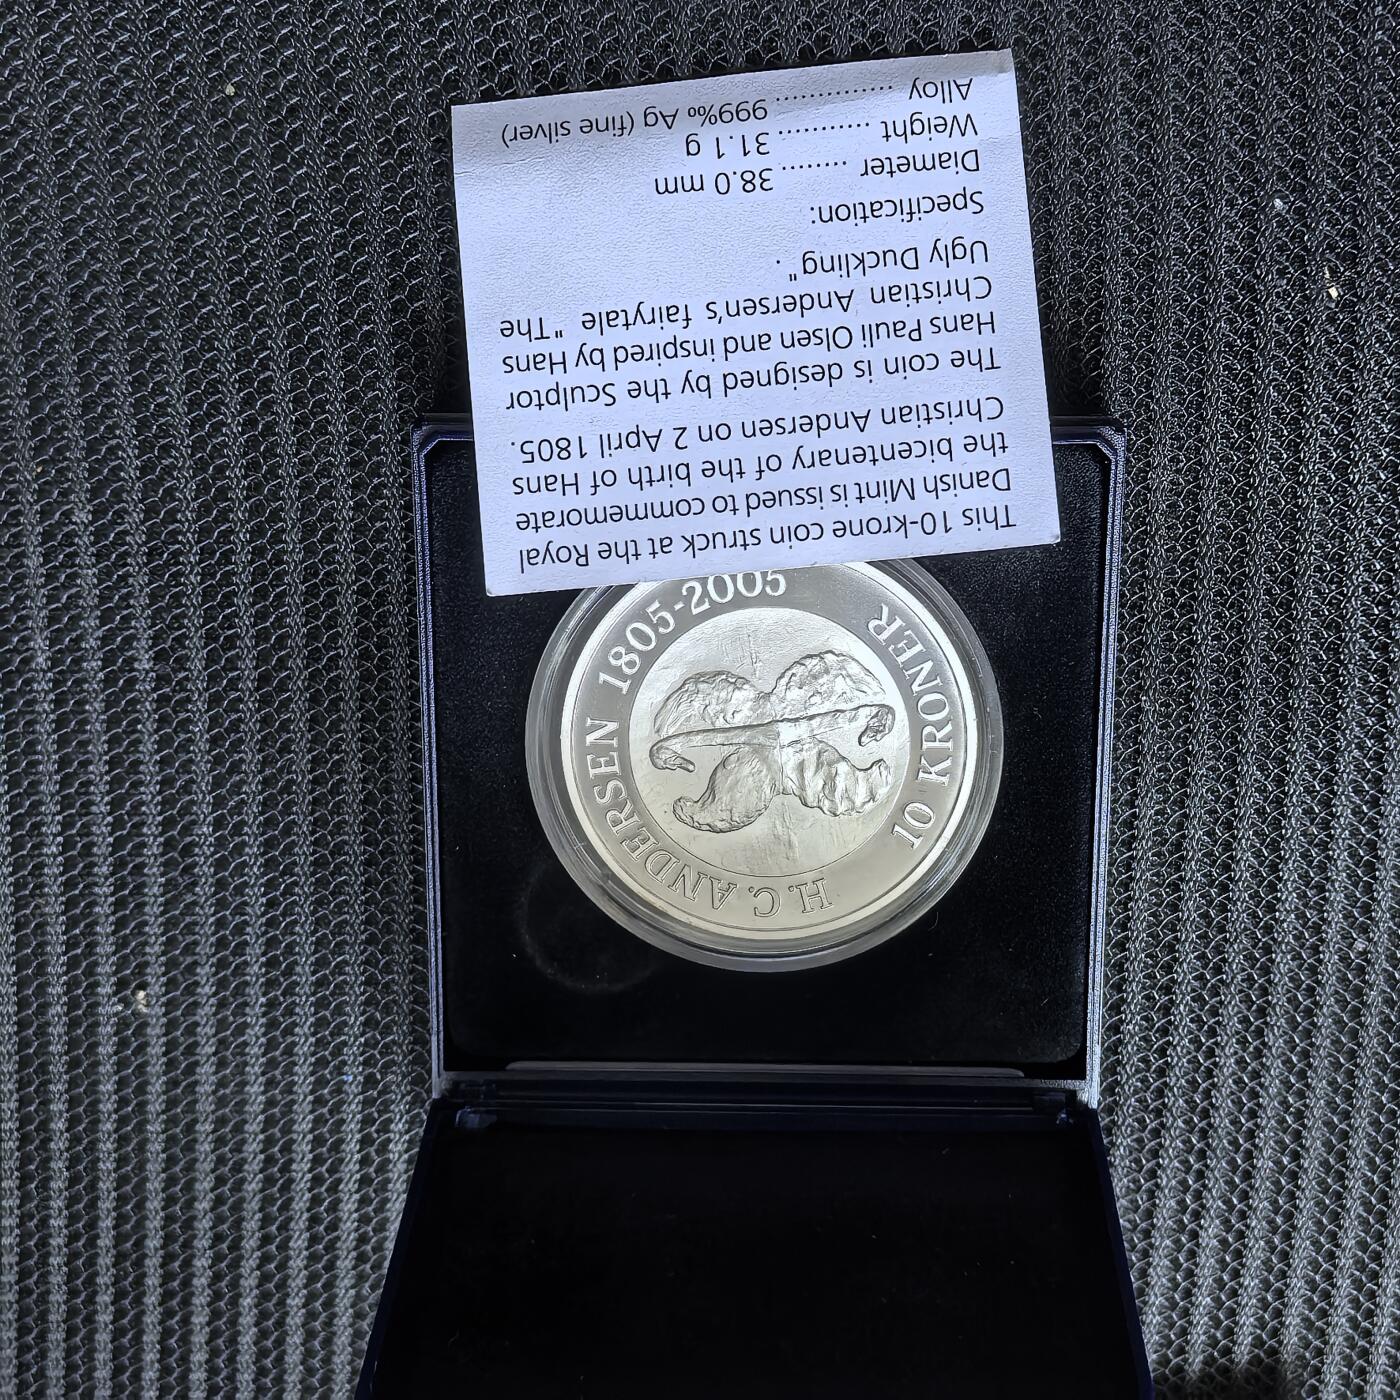 This 10-krone coin struck at the Royal
Danish Mint is issued to commemorate
the bicentenary of the birth of Hans
Christian Andersen on 2 April 1805.
The coin is designed by the Sculptor
Hans Pauli Olsen and inspired by Hans
Christian Andersen's fairytale "The
Ugly Duckling".
Specification:
Diameter ........ 38.0 mm
Weight ........... 31.1 g
Alloy .............. 999‰ Ag (fine silver)
H.C. ANDERSEN 1805-2005
10 KRONER